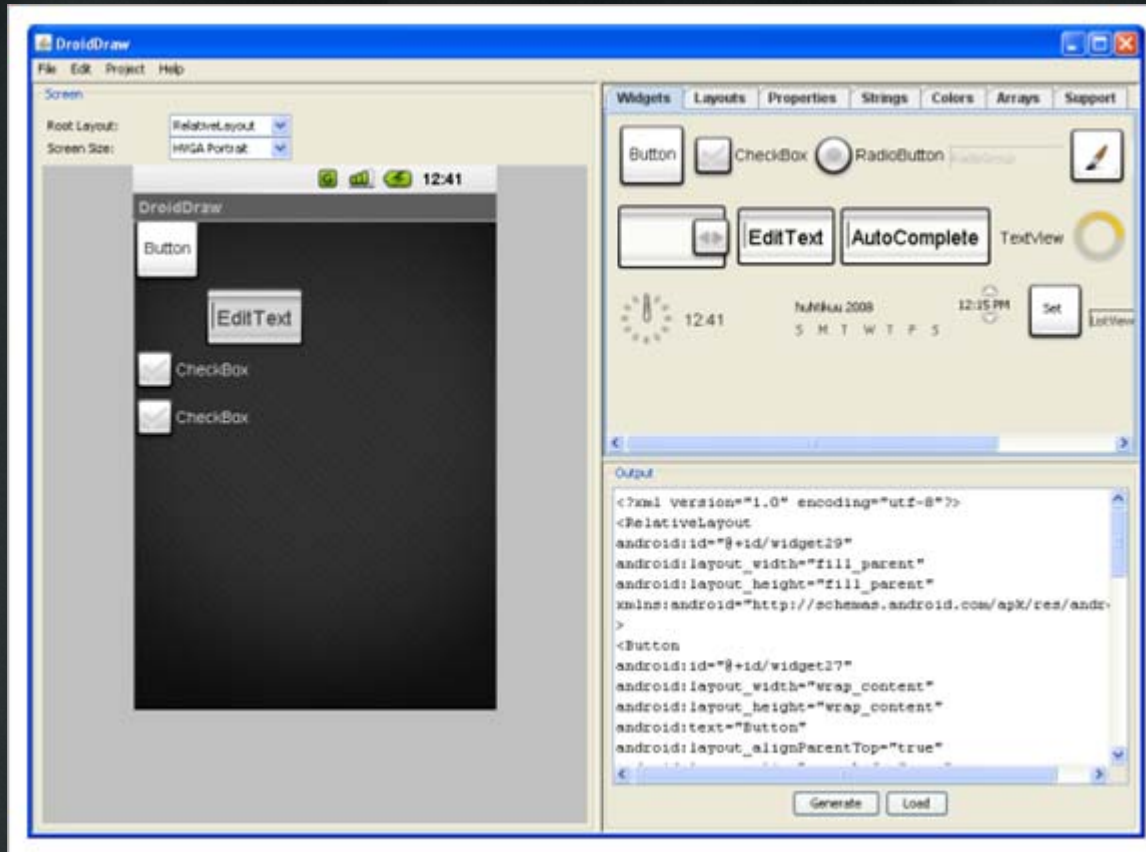 DroidDraw
File Edit Project Help
Screen
Root Layout: RelativeLayout
Screen Size: HVGA Portrait
12:41
DroidDraw
Button
EditText
CheckBox
CheckBox
Widgets Layouts Properties Strings Colors Arrays Support
Button CheckBox RadioButton RadioGroup
EditText AutoComplete TextView
12:41 huhtikuu 2008 12:15 PM Set ListView
S M T W T F S
Output
<?xml version="1.0" encoding="utf-8"?>
<RelativeLayout
android:id="@+id/widget29"
android:layout_width="fill_parent"
android:layout_height="fill_parent"
xmlns:android="http://schemas.android.com/apk/res/andr
>
<Button
android:id="@+id/widget27"
android:layout_width="wrap_content"
android:layout_height="wrap_content"
android:text="Button"
android:layout_alignParentTop="true"
Generate Load